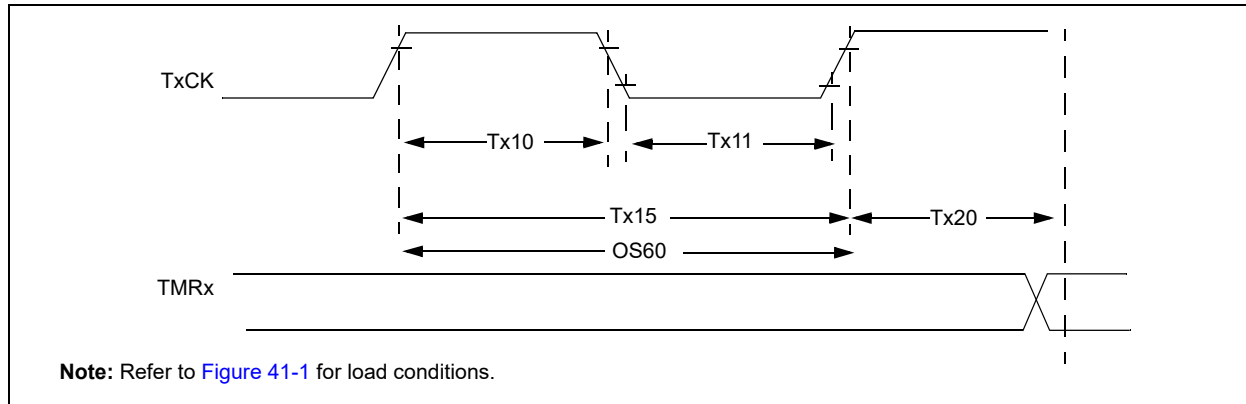 TxCK
Tx10
Tx11
Tx15
Tx20
OS60
TMRx
Note: Refer to Figure 41-1 for load conditions.